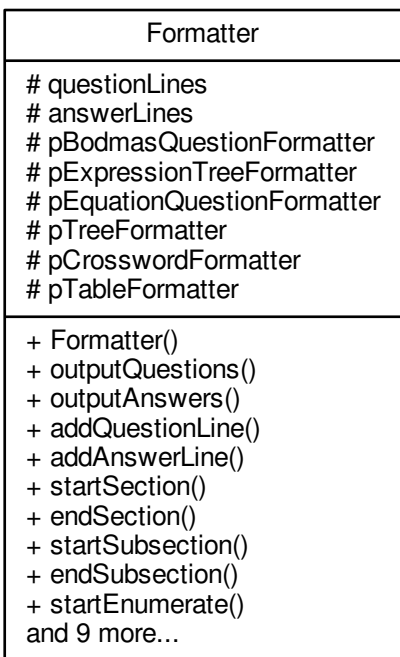 Formatter
# questionLines
# answerLines
# pBodmasQuestionFormatter
# pExpressionTreeFormatter
# pEquationQuestionFormatter
# pTreeFormatter
# pCrosswordFormatter
# pTableFormatter
+ Formatter()
+ outputQuestions()
+ outputAnswers()
+ addQuestionLine()
+ addAnswerLine()
+ startSection()
+ endSection()
+ startSubsection()
+ endSubsection()
+ startEnumerate()
and 9 more...